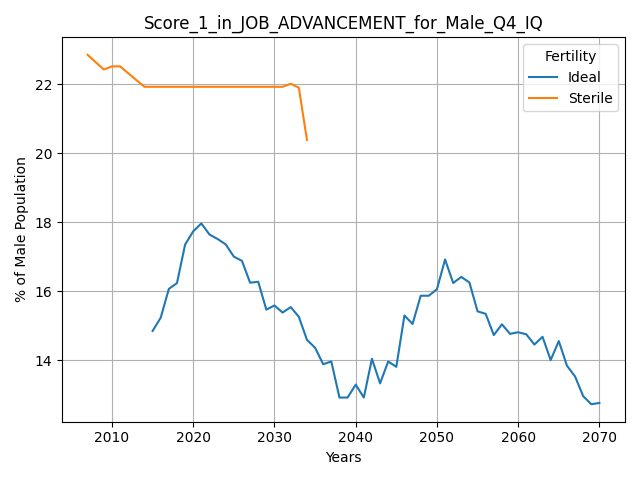 Score_1_in_JOB_ADVANCEMENT_for_Male_Q4_IQ
Fertility
Ideal
Sterile
% of Male Population
22
20
18
16
14
2010 2020 2030 2040 2050 2060 2070
Years